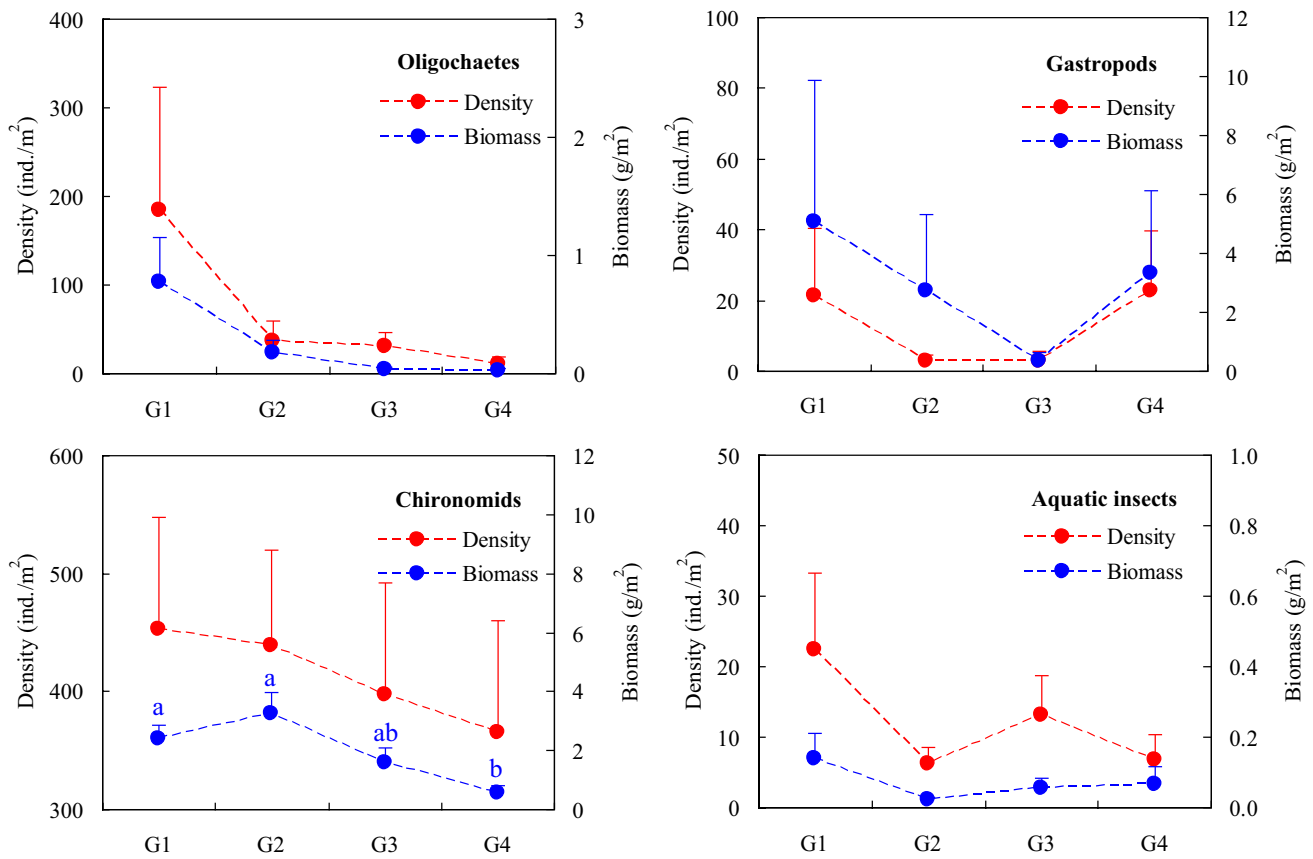 400
300
200
100
0
Density (ind./m²)
3
2
1
0
Biomass (g/m²)
Oligochaetes
Density
Biomass
G1 G2 G3 G4
100
80
60
40
20
0
Density (ind./m²)
12
10
8
6
4
2
0
Biomass (g/m²)
Gastropods
Density
Biomass
G1 G2 G3 G4
600
500
400
300
Density (ind./m²)
12
10
8
6
4
2
0
Biomass (g/m²)
Chironomids
Density
Biomass
a a ab b
G1 G2 G3 G4
50
40
30
20
10
0
Density (ind./m²)
1.0
0.8
0.6
0.4
0.2
0.0
Biomass (g/m²)
Aquatic insects
Density
Biomass
G1 G2 G3 G4